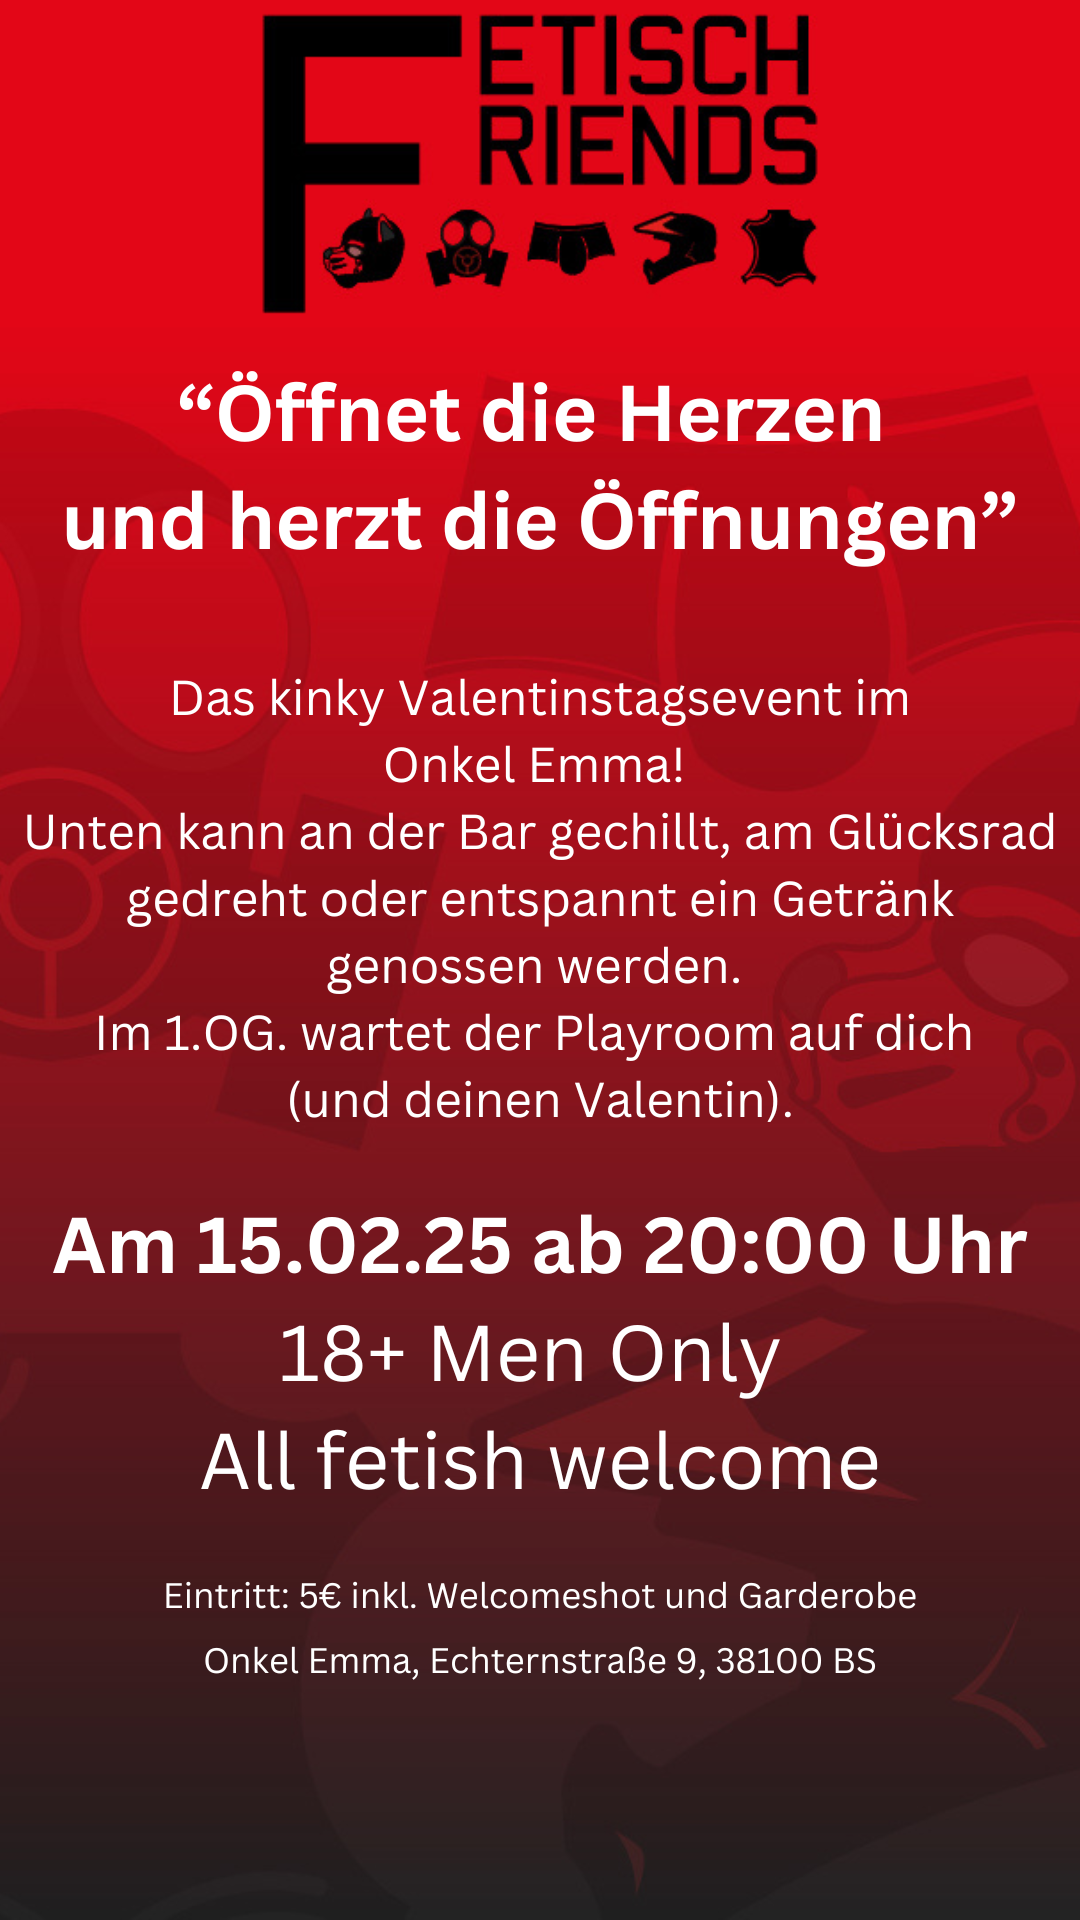 FETISCH
FRIENDS
“Öffnet die Herzen
und herzt die Öffnungen”
Das kinky Valentinstagsevent im
Onkel Emma!
Unten kann an der Bar gechillt, am Glücksrad
gedreht oder entspannt ein Getränk
genossen werden.
Im 1.OG. wartet der Playroom auf dich
(und deinen Valentin).
Am 15.02.25 ab 20:00 Uhr
18+ Men Only
All fetish welcome
Eintritt: 5€ inkl. Welcomeshot und Garderobe
Onkel Emma, Echternstraße 9, 38100 BS